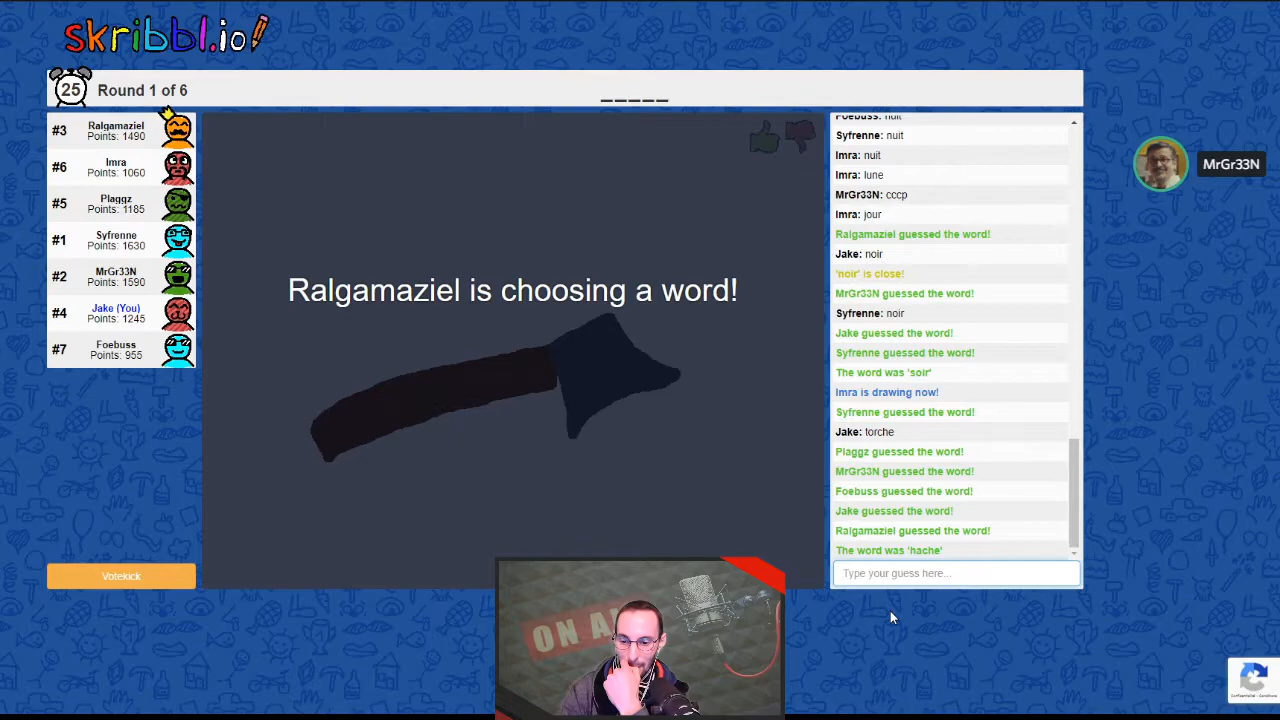 skribbl.io
25
Round 1 of 6
_____
#3
Ralgamaziel
Points: 1490
#6
Imra
Points: 1060
#5
Plaggz
Points: 1185
#1
Syfrenne
Points: 1630
#2
MrGr33N
Points: 1590
#4
Jake (You)
Points: 1245
#7
Foebuss
Points: 955
Votekick
Ralgamaziel is choosing a word!
Foebuss: nuit
Syfrenne: nuit
Imra: nuit
Imra: lune
MrGr33N: cccp
Imra: jour
Ralgamaziel guessed the word!
Jake: noir
'noir' is close!
MrGr33N guessed the word!
Syfrenne: noir
Jake guessed the word!
Syfrenne guessed the word!
The word was 'soir'
Imra is drawing now!
Syfrenne guessed the word!
Jake: torche
Plaggz guessed the word!
MrGr33N guessed the word!
Foebuss guessed the word!
Jake guessed the word!
Ralgamaziel guessed the word!
The word was 'hache'
Type your guess here...
MrGr33N